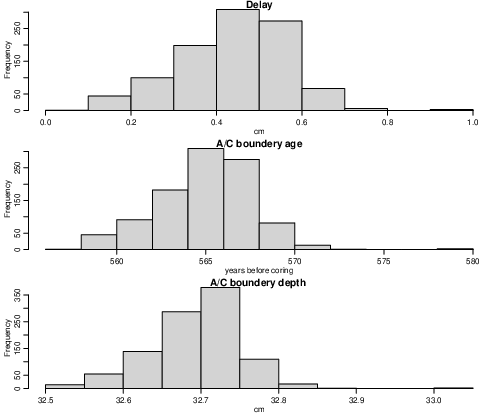 Delay
Frequency
50 150 250
0.0 0.2 0.4 0.6 0.8 1.0
cm
A/C boundery age
Frequency
0 50 150 250
560 565 570 575 580
years before coring
A/C boundery depth
Frequency
0 50 150 250 350
32.5 32.6 32.7 32.8 32.9 33.0
cm